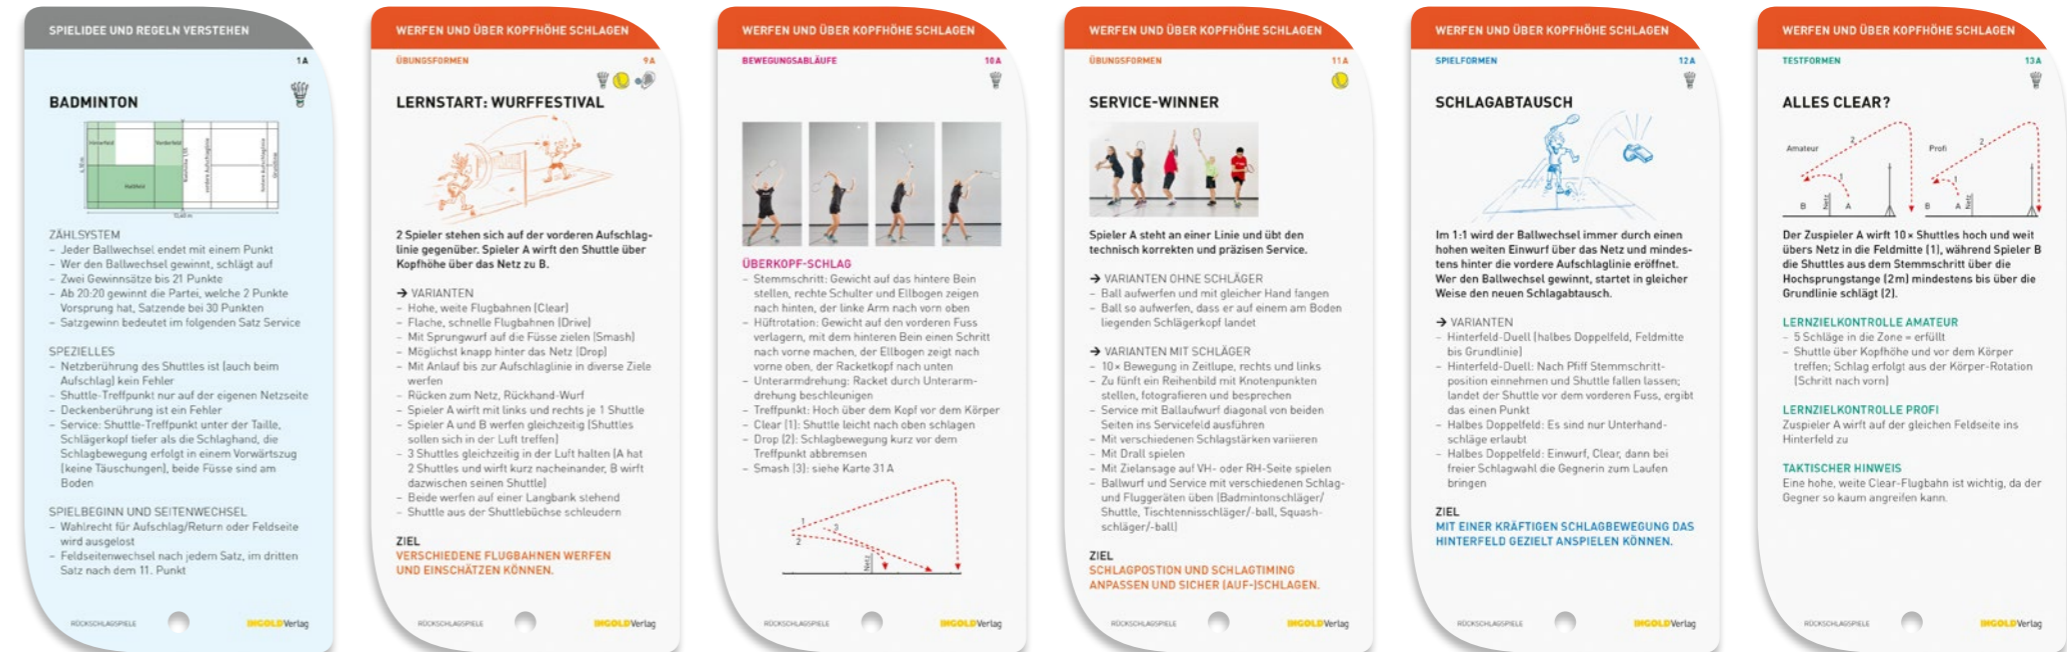 SPIELIDEE UND REGELN VERSTEHEN
1A
BADMINTON
Vorderfeld
Halbfeld
vordere Aufschlaglinie
hintere Aufschlaglinie
Grundlinie
13,40 m
ZÄHLSYSTEM
– Jeder Ballwechsel endet mit einem Punkt
– Wer den Ballwechsel gewinnt, schlägt auf
– Zwei Gewinnsätze bis 21 Punkte
– Ab 20:20 gewinnt die Partei, welche 2 Punkte
Vorsprung hat, Satzende bei 30 Punkten
– Satzgewinn bedeutet im folgenden Satz Service
SPEZIELLES
– Netzberührung des Shuttles ist (auch beim
Aufschlag) kein Fehler
– Shuttle-Treffpunkt nur auf der eigenen Netzseite
– Deckenberührung ist ein Fehler
– Service: Shuttle-Treffpunkt unter der Taille,
Schlägerkopf tiefer als die Schlaghand, die
Schlagbewegung erfolgt in einem Vorwärtszug
(keine Täuschungen), beide Füsse sind am
Boden
SPIELBEGINN UND SEITENWECHSEL
– Wahlrecht für Aufschlag/Return oder Feldseite
wird ausgelost
– Feldseitenwechsel nach jedem Satz, im dritten
Satz nach dem 11. Punkt
RÜCKSCHLAGSPIELE
INGOLDVerlag
WERFEN UND ÜBER KOPFHÖHE SCHLAGEN
ÜBUNGSFORMEN
9A
LERNSTART: WURFFESTIVAL
2 Spieler stehen sich auf der vorderen Aufschlag-
linie gegenüber. Spieler A wirft den Shuttle über
Kopfhöhe über das Netz zu B.
→ VARIANTEN
– Hohe, weite Flugbahnen (Clear)
– Flache, schnelle Flugbahnen (Drive)
– Mit Sprungwurf auf die Füsse zielen (Smash)
– Möglichst knapp hinter das Netz (Drop)
– Mit Anlauf bis zur Aufschlaglinie in diverse Ziele
werfen
– Rücken zum Netz, Rückhand-Wurf
– Spieler A wirft mit links und rechts je 1 Shuttle
– Spieler A und B werfen gleichzeitig (Shuttles
sollen sich in der Luft treffen)
– 3 Shuttles gleichzeitig in der Luft halten (A hat
2 Shuttles und wirft kurz nacheinander, B wirft
dazwischen seinen Shuttle)
– Beide werfen auf einer Langbank stehend
– Shuttle aus der Shuttlebüchse schleudern
ZIEL
VERSCHIEDENE FLUGBAHNEN WERFEN
UND EINSCHÄTZEN KÖNNEN.
RÜCKSCHLAGSPIELE
INGOLDVerlag
WERFEN UND ÜBER KOPFHÖHE SCHLAGEN
BEWEGUNGSABLÄUFE
10A
ÜBERKOPF-SCHLAG
– Stemmschritt: Gewicht auf das hintere Bein
stellen, rechte Schulter und Ellbogen zeigen
nach hinten, der linke Arm nach vorn oben
– Hüftrotation: Gewicht auf den vorderen Fuss
verlagern, mit dem hinteren Bein einen Schritt
nach vorne machen, der Ellbogen zeigt nach
vorne oben, der Racketkopf nach unten
– Unterarmdrehung: Racket durch Unterarm-
drehung beschleunigen
– Treffpunkt: Hoch über dem Kopf vor dem Körper
– Clear (1): Shuttle leicht nach oben schlagen
– Drop (2): Schlagbewegung kurz vor dem
Treffpunkt abbremsen
– Smash (3): siehe Karte 31A
1
2
3
Netz
RÜCKSCHLAGSPIELE
INGOLDVerlag
WERFEN UND ÜBER KOPFHÖHE SCHLAGEN
ÜBUNGSFORMEN
11A
SERVICE-WINNER
Spieler A steht an einer Linie und übt den
technisch korrekten und präzisen Service.
→ VARIANTEN OHNE SCHLÄGER
– Ball aufwerfen und mit gleicher Hand fangen
– Ball so aufwerfen, dass er auf einem am Boden
liegenden Schlägerkopf landet
→ VARIANTEN MIT SCHLÄGER
– 10× Bewegung in Zeitlupe, rechts und links
– Zu fünft ein Reihenbild mit Knotenpunkten
stellen, fotografieren und besprechen
– Service mit Ballaufwurf diagonal von beiden
Seiten ins Servicefeld ausführen
– Mit verschiedenen Schlagstärken variieren
– Mit Drall spielen
– Mit Zielansage auf VH- oder RH-Seite spielen
– Ballwurf und Service mit verschiedenen Schlag-
und Fluggeräten üben (Badmintonschläger/
Shuttle, Tischtennisschläger/-ball, Squash-
schläger/-ball)
ZIEL
SCHLAGPOSTION UND SCHLAGTIMING
ANPASSEN UND SICHER (AUF-)SCHLAGEN.
RÜCKSCHLAGSPIELE
INGOLDVerlag
WERFEN UND ÜBER KOPFHÖHE SCHLAGEN
SPIELFORMEN
12A
SCHLAGABTAUSCH
Im 1:1 wird der Ballwechsel immer durch einen
hohen weiten Einwurf über das Netz und mindes-
tens hinter die vordere Aufschlaglinie eröffnet.
Wer den Ballwechsel gewinnt, startet in gleicher
Weise den neuen Schlagabtausch.
→ VARIANTEN
– Hinterfeld-Duell (halbes Doppelfeld, Feldmitte
bis Grundlinie)
– Hinterfeld-Duell: Nach Pfiff Stemmschritt-
position einnehmen und Shuttle fallen lassen;
landet der Shuttle vor dem vorderen Fuss, ergibt
das einen Punkt
– Halbes Doppelfeld: Es sind nur Unterhand-
schläge erlaubt
– Halbes Doppelfeld: Einwurf, Clear, dann bei
freier Schlagwahl die Gegnerin zum Laufen
bringen
ZIEL
MIT EINER KRÄFTIGEN SCHLAGBEWEGUNG DAS
HINTERFELD GEZIELT ANSPIELEN KÖNNEN.
RÜCKSCHLAGSPIELE
INGOLDVerlag
WERFEN UND ÜBER KOPFHÖHE SCHLAGEN
TESTFORMEN
13A
ALLES CLEAR?
Amateur
2
1
B
Netz
A
Profi
2
1
B
A
Netz
Der Zuspieler A wirft 10× Shuttles hoch und weit
übers Netz in die Feldmitte (1), während Spieler B
die Shuttles aus dem Stemmschritt über die
Hochsprungstange (2m) mindestens bis über die
Grundlinie schlägt (2).
LERNZIELKONTROLLE AMATEUR
– 5 Schläge in die Zone = erfüllt
– Shuttle über Kopfhöhe und vor dem Körper
treffen; Schlag erfolgt aus der Körper-Rotation
(Schritt nach vorn)
LERNZIELKONTROLLE PROFI
Zuspieler A wirft auf der gleichen Feldseite ins
Hinterfeld zu
TAKTISCHER HINWEIS
Eine hohe, weite Clear-Flugbahn ist wichtig, da der
Gegner so kaum angreifen kann.
RÜCKSCHLAGSPIELE
INGOLDVerlag